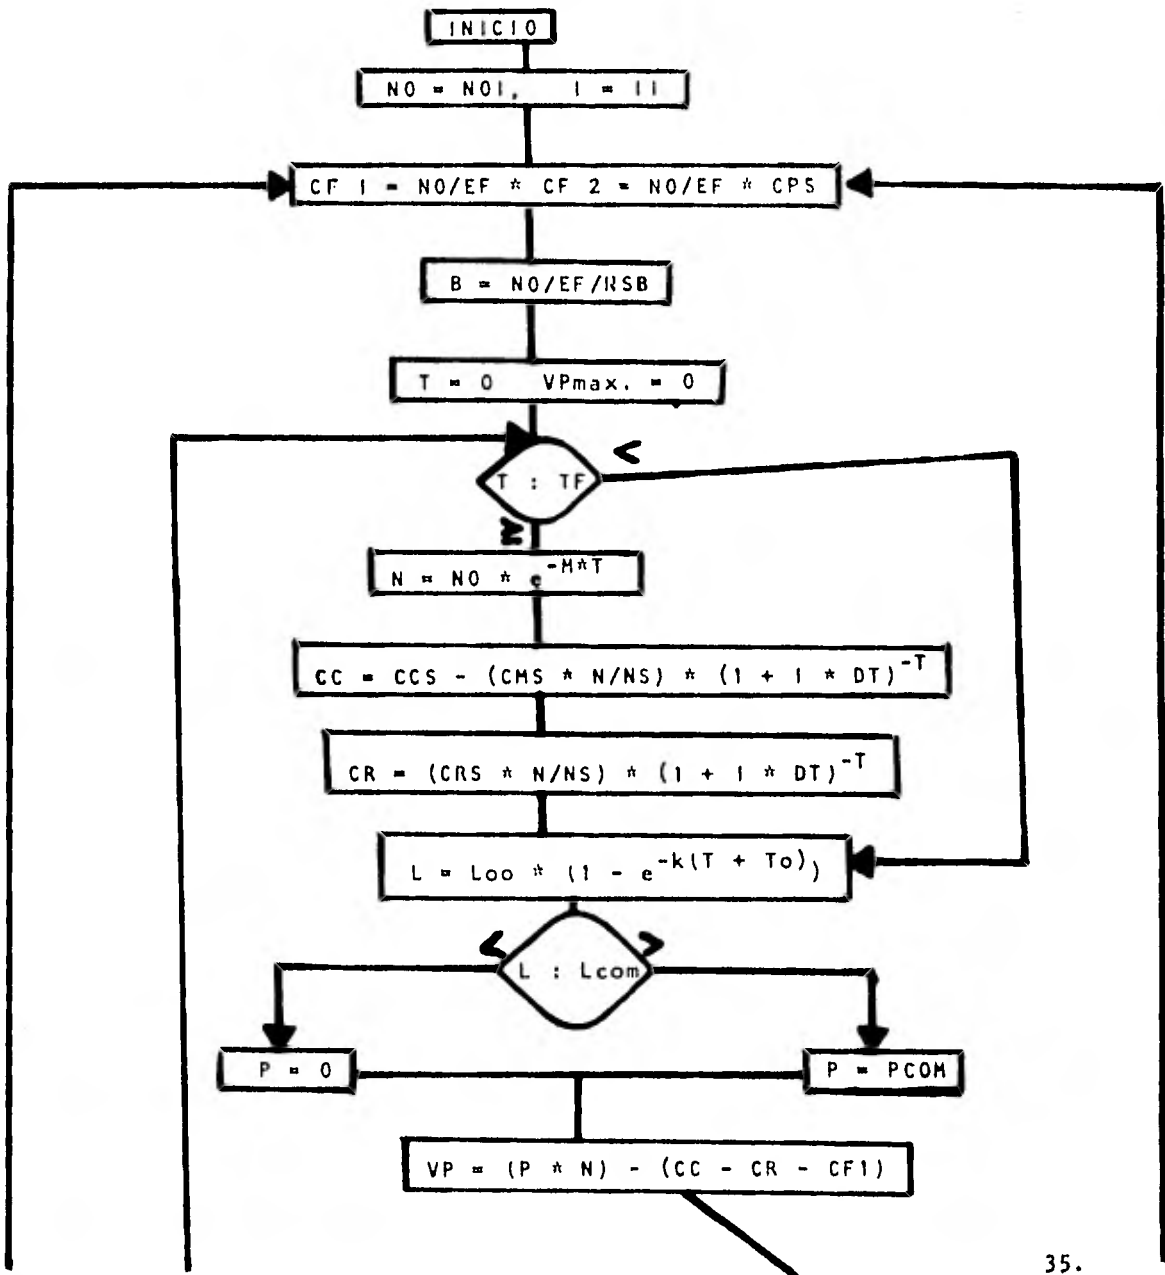 INICIO
NO = NOI, I = II
CF 1 = NO/EF * CF 2 = NO/EF * CPS
B = NO/EF/RSB
T = 0 VPmax. = 0
<
T : TF
≥
N = NO * e^-M*T
CC = CCS - (CMS * N/NS) * (1 + I * DT)^-T
CR = (CRS * N/NS) * (1 + I * DT)^-T
L = Loo * (1 - e^-k(T + To))
< >
L : Lcom
P = 0 P = PCOM
VP = (P * N) - (CC - CR - CF1)
35.